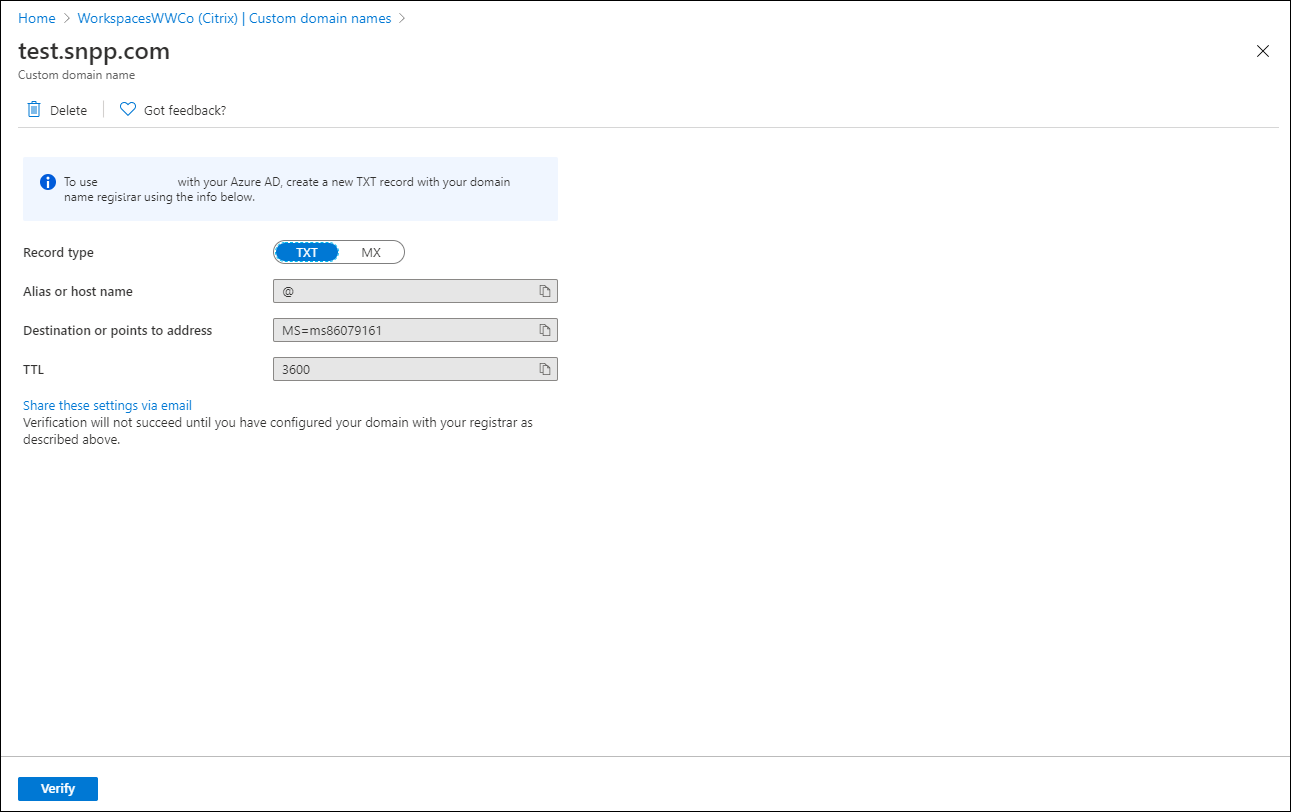 Home > WorkspacesWWCo (Citrix) | Custom domain names >
test.snpp.com
Custom domain name
Delete
Got feedback?
To use with your Azure AD, create a new TXT record with your domain
name registrar using the info below.
Record type TXT MX
Alias or host name @
Destination or points to address MS=ms86079161
TTL 3600
Share these settings via email
Verification will not succeed until you have configured your domain with your registrar as
described above.
Verify